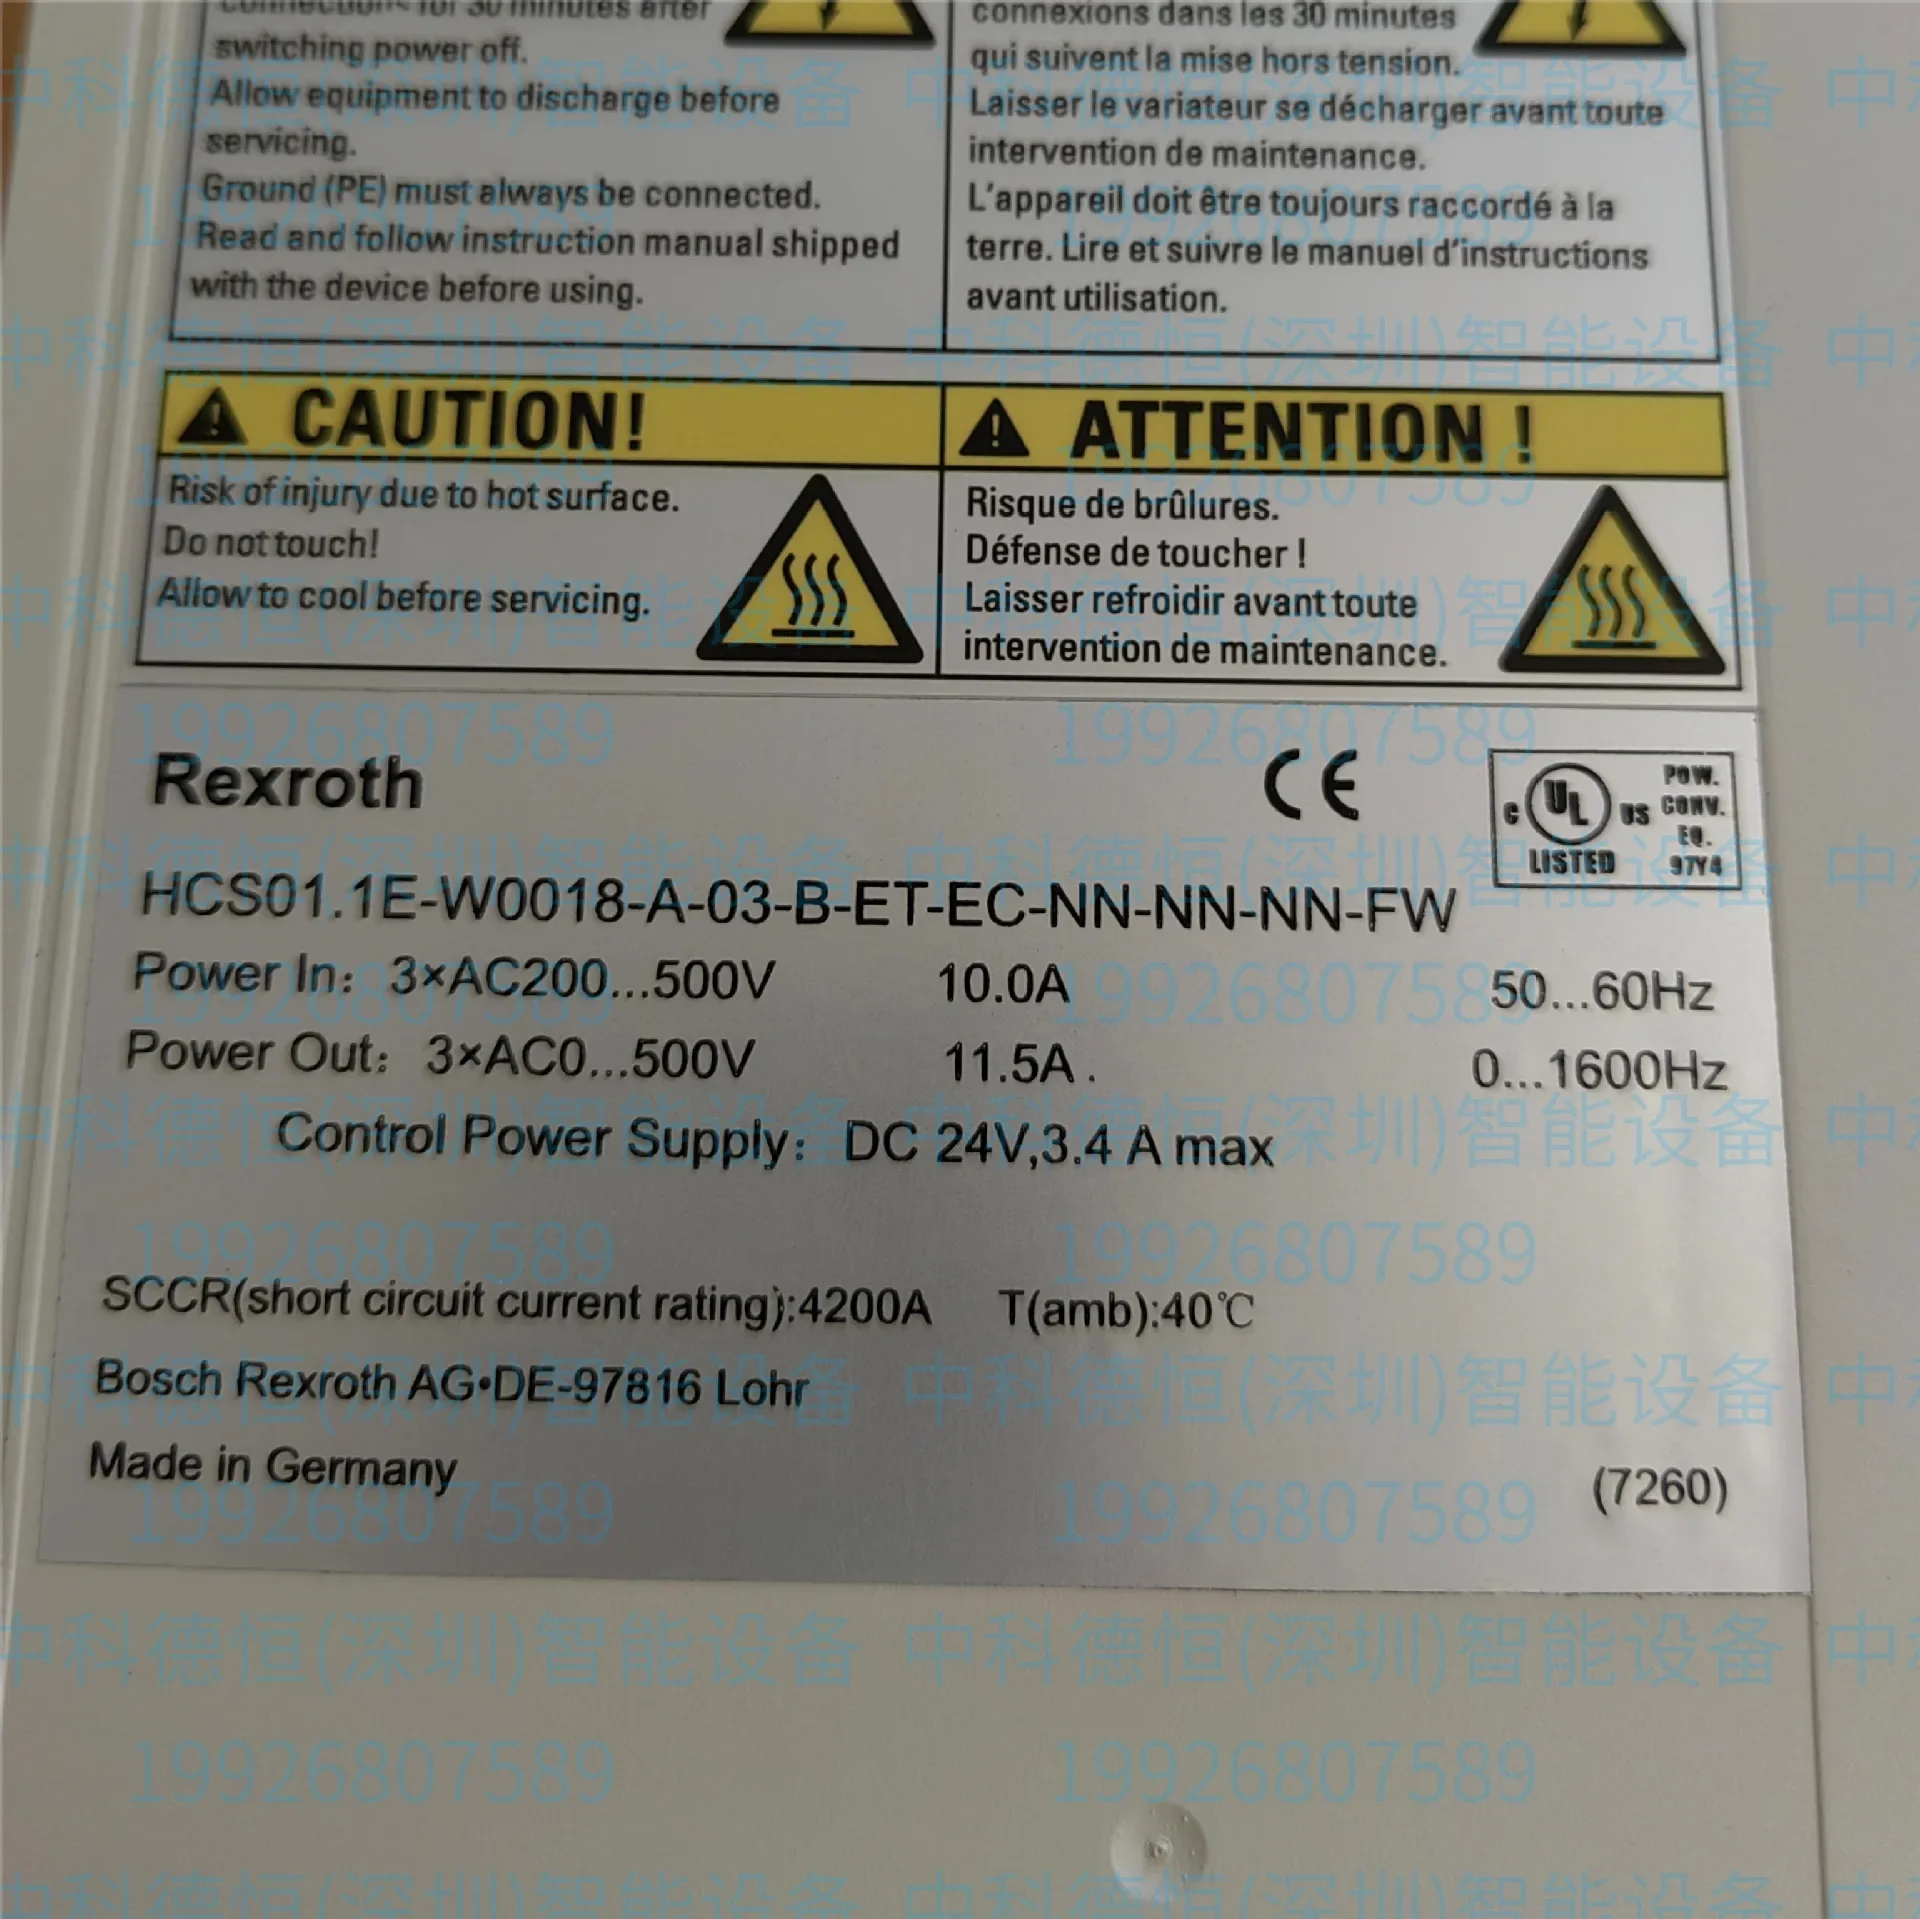 connections for 30 minutes after
switching power off.
Allow equipment to discharge before
servicing.
Ground (PE) must always be connected.
Read and follow instruction manual shipped
with the device before using.
connexions dans les 30 minutes
qui suivent la mise hors tension.
Laisser le variateur se décharger avant toute
intervention de maintenance.
L'appareil doit être toujours raccordé à la
terre. Lire et suivre le manuel d'instructions
avant utilisation.
CAUTION!
Risk of injury due to hot surface.
Do not touch!
Allow to cool before servicing.
ATTENTION !
Risque de brûlures.
Défense de toucher !
Laisser refroidir avant toute
intervention de maintenance.
Rexroth
CE
C UL US LISTED
POW.
CONV.
EQ.
97Y4
HCS01.1E-W0018-A-03-B-ET-EC-NN-NN-NN-FW
Power In: 3×AC200...500V 10.0A 50...60Hz
Power Out: 3×AC0...500V 11.5A . 0...1600Hz
Control Power Supply: DC 24V,3.4 A max
SCCR(short circuit current rating):4200A T(amb):40℃
Bosch Rexroth AG•DE-97816 Lohr
Made in Germany
(7260)
中科德恒(深圳)智能设备
19926807589